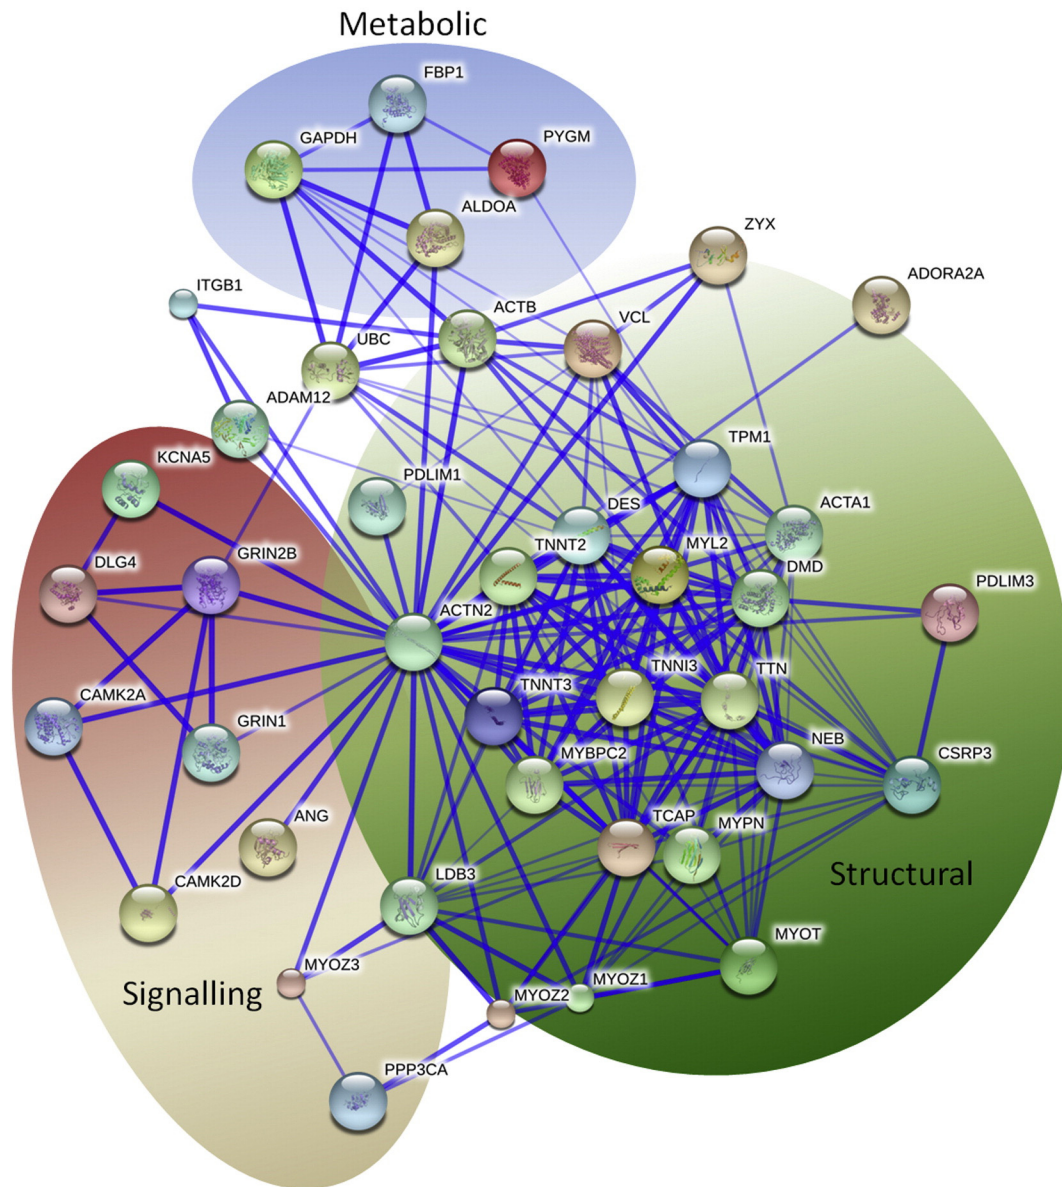 Metabolic
FBP1
GAPDH
PYGM
ALDOA
ZYX
ADORA2A
ITGB1
ACTB
VCL
UBC
ADAM12
TPM1
KCNA5
PDLIM1
DES
ACTA1
TNNT2
MYL2
DLG4
GRIN2B
DMD
PDLIM3
ACTN2
TNNI3
TTN
CAMK2A
TNNT3
GRIN1
NEB
CSRP3
MYBPC2
ANG
TCAP
MYPN
LDB3
Structural
CAMK2D
MYOT
MYOZ3
Signalling
MYOZ1
MYOZ2
PPP3CA